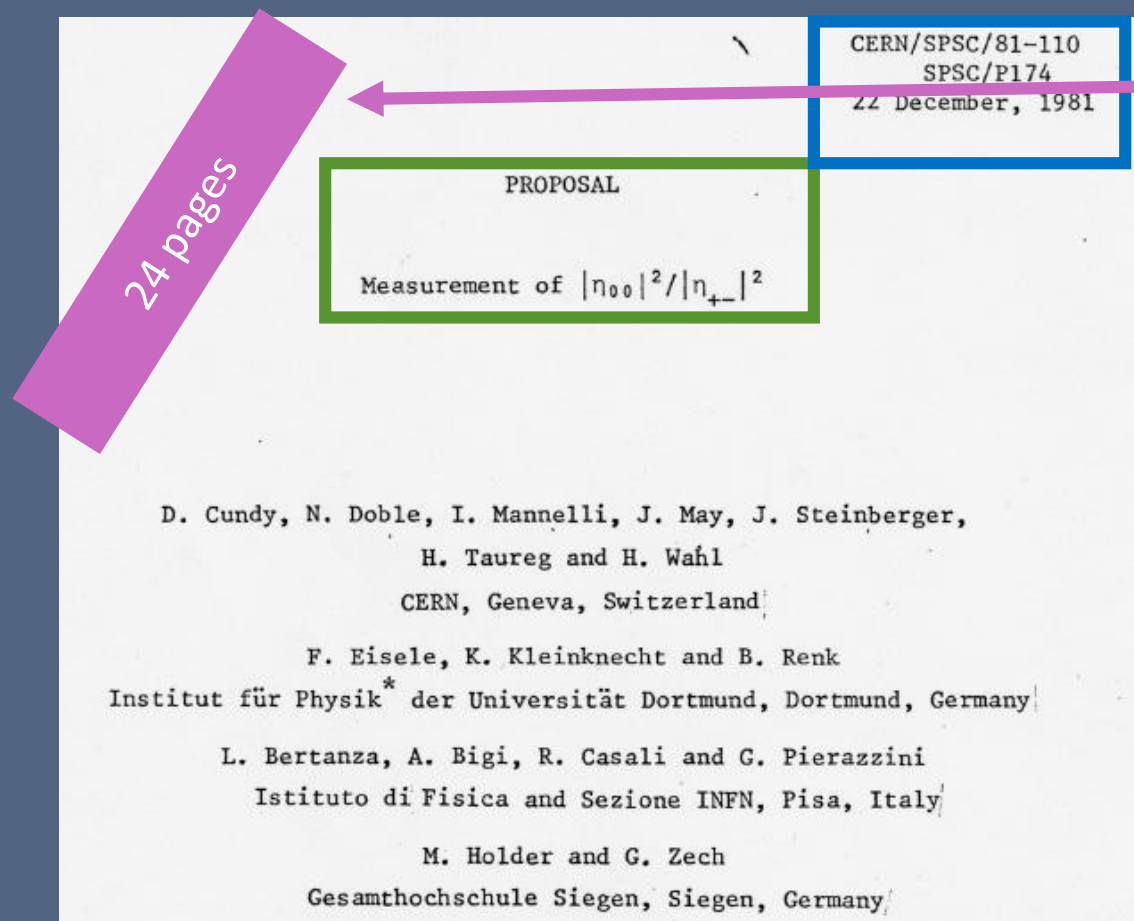 CERN/SPSC/81-110
SPSC/P174
22 December, 1981
24 pages
PROPOSAL
Measurement of |η₀₀|²/|η₊₋|²
D. Cundy, N. Doble, I. Mannelli, J. May, J. Steinberger,
H. Taureg and H. Wahl
CERN, Geneva, Switzerland
F. Eisele, K. Kleinknecht and B. Renk
Institut für Physik* der Universität Dortmund, Dortmund, Germany
L. Bertanza, A. Bigi, R. Casali and G. Pierazzini
Istituto di Fisica and Sezione INFN, Pisa, Italy
M. Holder and G. Zech
Gesamthochschule Siegen, Siegen, Germany